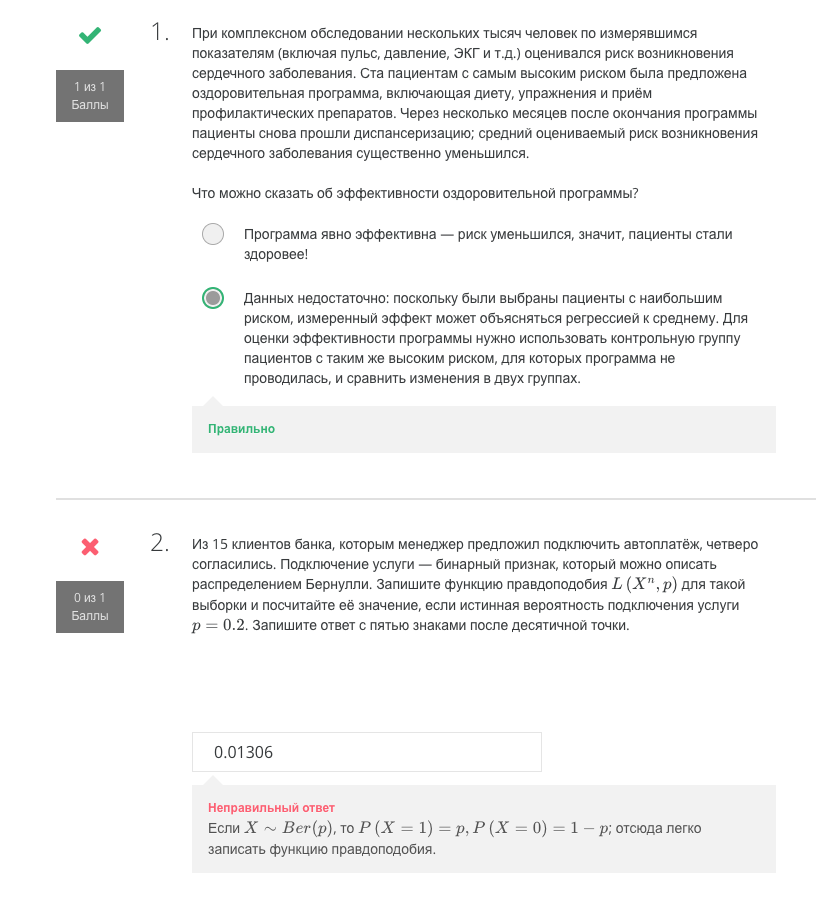 1.
При комплексном обследовании нескольких тысяч человек по измерявшимся
показателям (включая пульс, давление, ЭКГ и т.д.) оценивался риск возникновения
сердечного заболевания. Ста пациентам с самым высоким риском была предложена
оздоровительная программа, включающая диету, упражнения и приём
профилактических препаратов. Через несколько месяцев после окончания программы
пациенты снова прошли диспансеризацию; средний оцениваемый риск возникновения
сердечного заболевания существенно уменьшился.
1 из 1
Баллы
Что можно сказать об эффективности оздоровительной программы?
Программа явно эффективна — риск уменьшился, значит, пациенты стали
здоровее!
Данных недостаточно: поскольку были выбраны пациенты с наибольшим
риском, измеренный эффект может объясняться регрессией к среднему. Для
оценки эффективности программы нужно использовать контрольную группу
пациентов с таким же высоким риском, для которых программа не
проводилась, и сравнить изменения в двух группах.
Правильно
2.
Из 15 клиентов банка, которым менеджер предложил подключить автоплатёж, четверо
согласились. Подключение услуги — бинарный признак, который можно описать
распределением Бернулли. Запишите функцию правдоподобия L (Xⁿ, p) для такой
выборки и посчитайте её значение, если истинная вероятность подключения услуги
p = 0.2. Запишите ответ с пятью знаками после десятичной точки.
0 из 1
Баллы
0.01306
Неправильный ответ
Если X ∼ Ber(p), то P (X = 1) = p, P (X = 0) = 1 − p; отсюда легко
записать функцию правдоподобия.